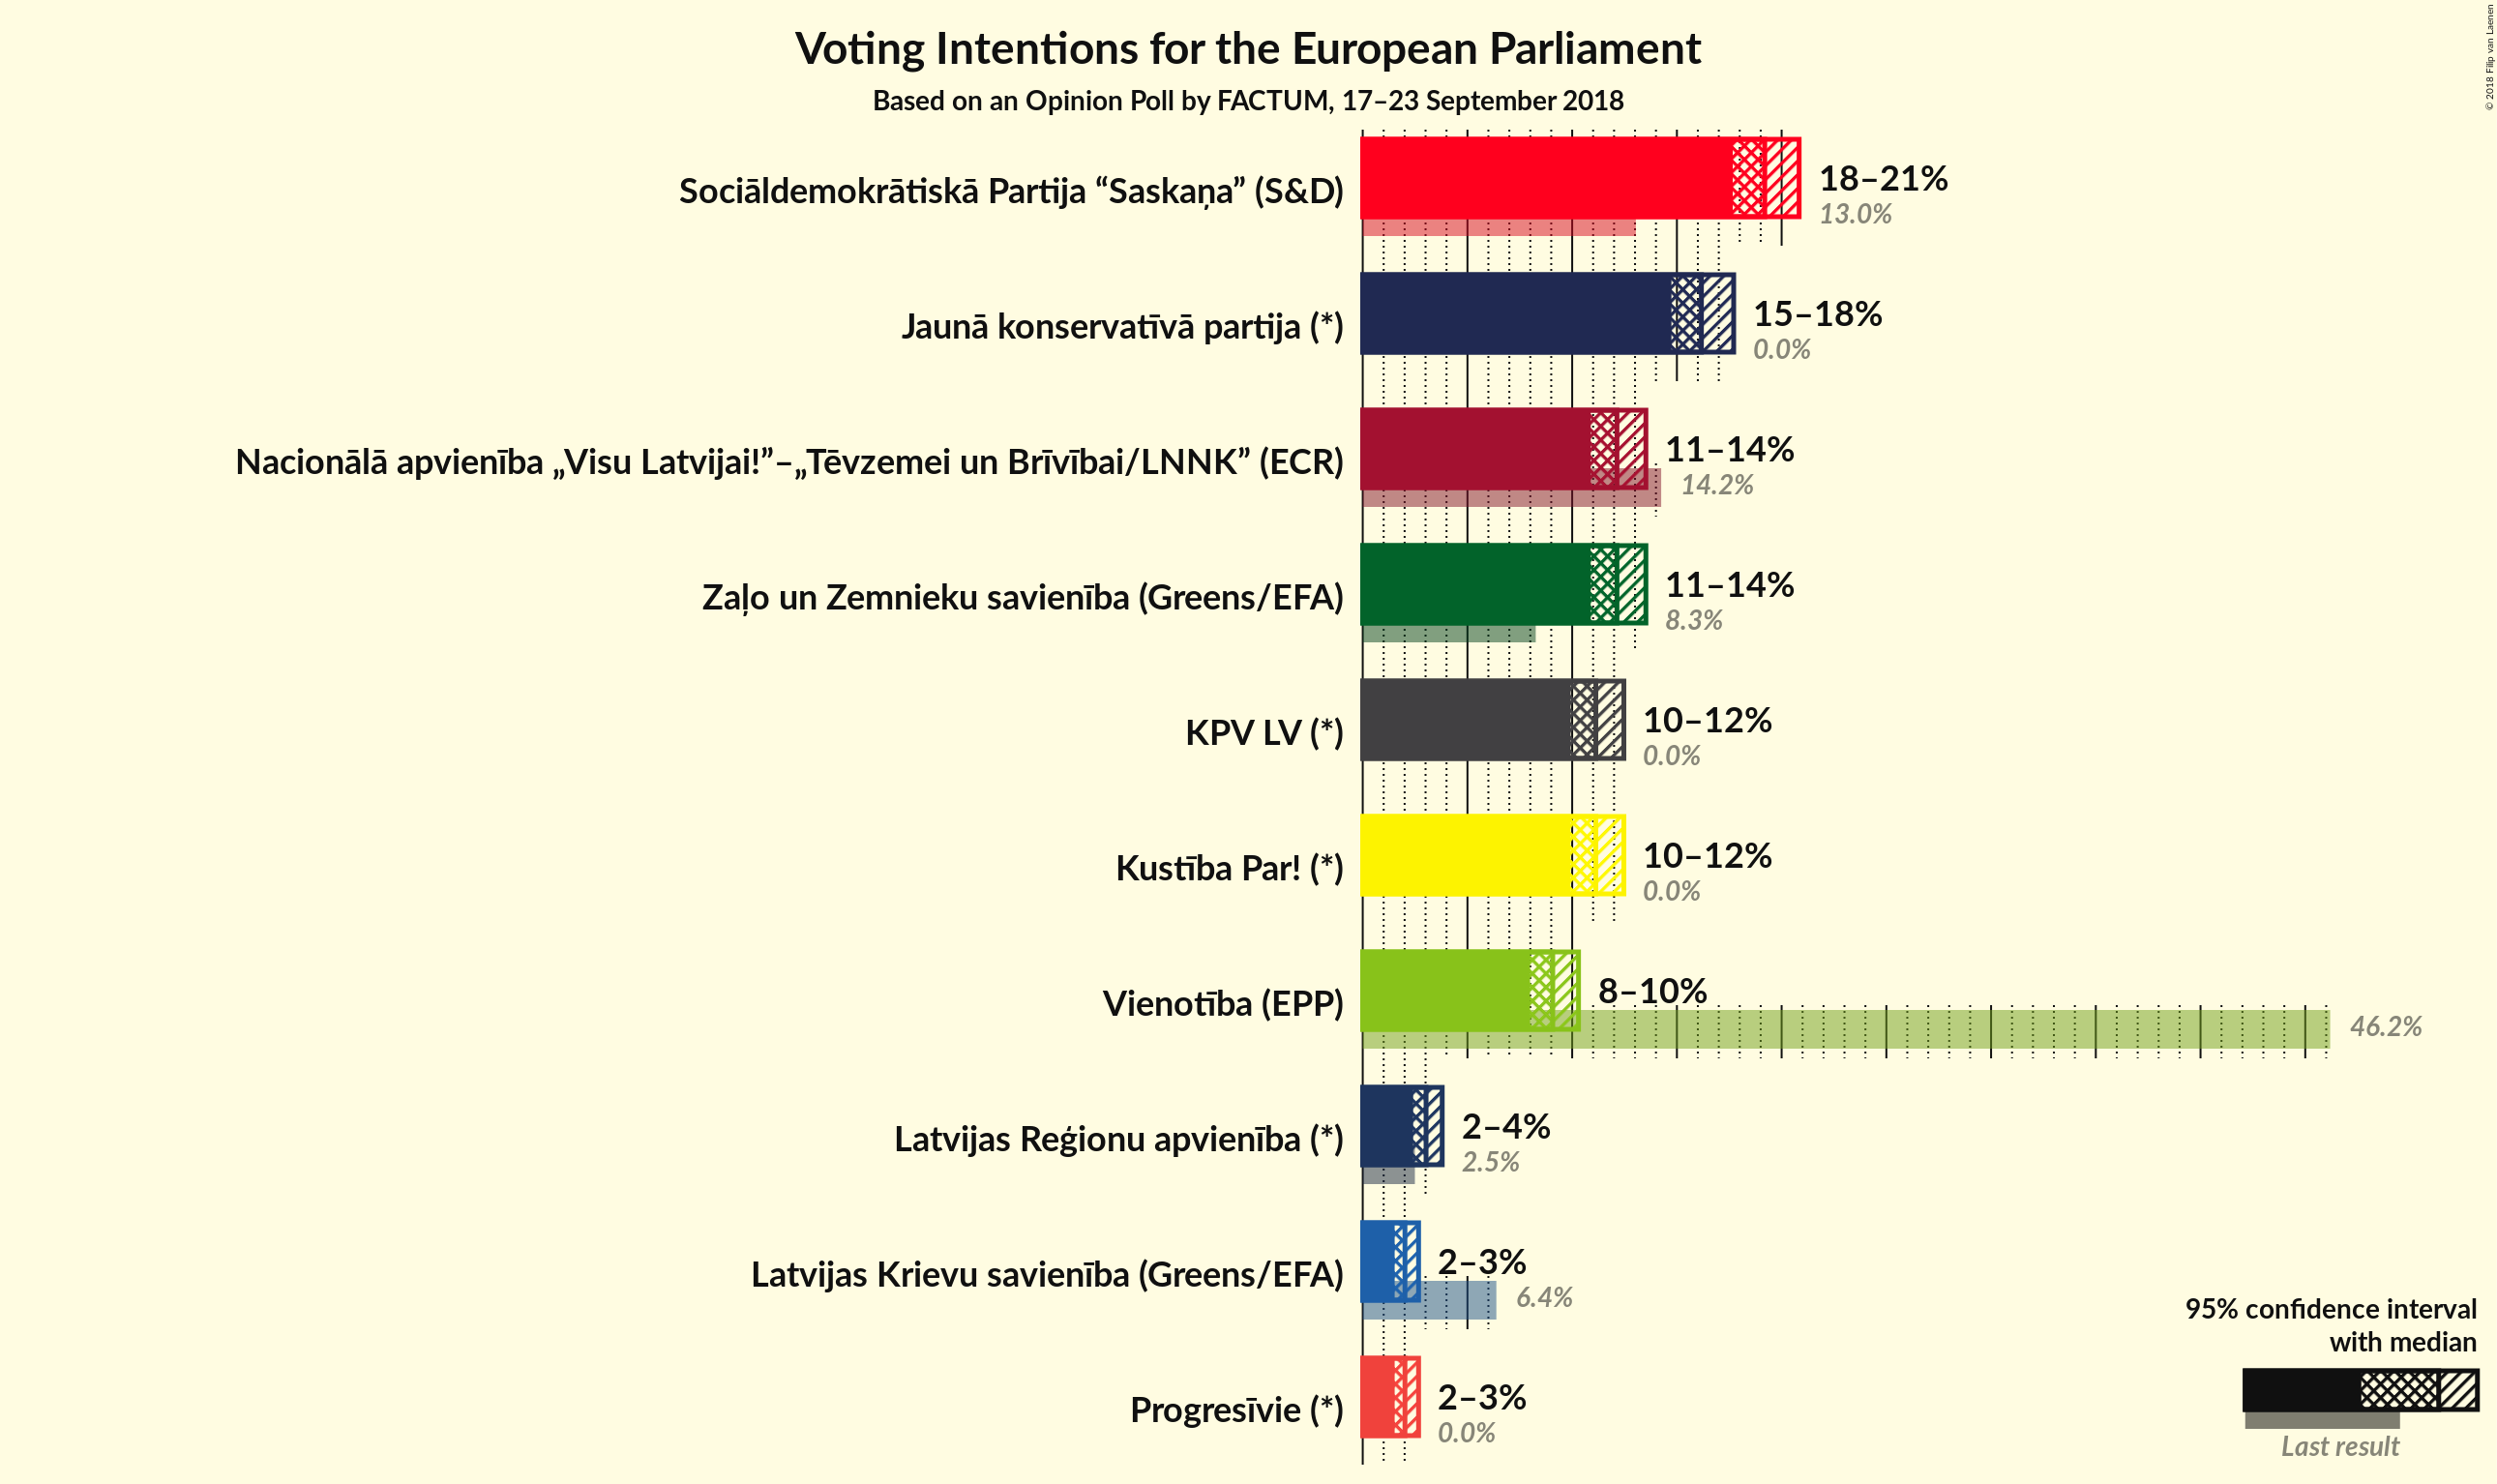 Voting Intentions for the European Parliament
Based on an Opinion Poll by FACTUM, 17–23 September 2018
© 2018 Filip van Laenen
Sociāldemokrātiskā Partija “Saskaņa” (S&D)
18–21%
13.0%
Jaunā konservatīvā partija (*)
15–18%
0.0%
Nacionālā apvienība „Visu Latvijai!”–„Tēvzemei un Brīvībai/LNNK” (ECR)
11–14%
14.2%
Zaļo un Zemnieku savienība (Greens/EFA)
11–14%
8.3%
KPV LV (*)
10–12%
0.0%
Kustība Par! (*)
10–12%
0.0%
Vienotība (EPP)
8–10%
46.2%
Latvijas Reģionu apvienība (*)
2–4%
2.5%
Latvijas Krievu savienība (Greens/EFA)
2–3%
6.4%
Progresīvie (*)
2–3%
0.0%
95% confidence interval
with median
Last result